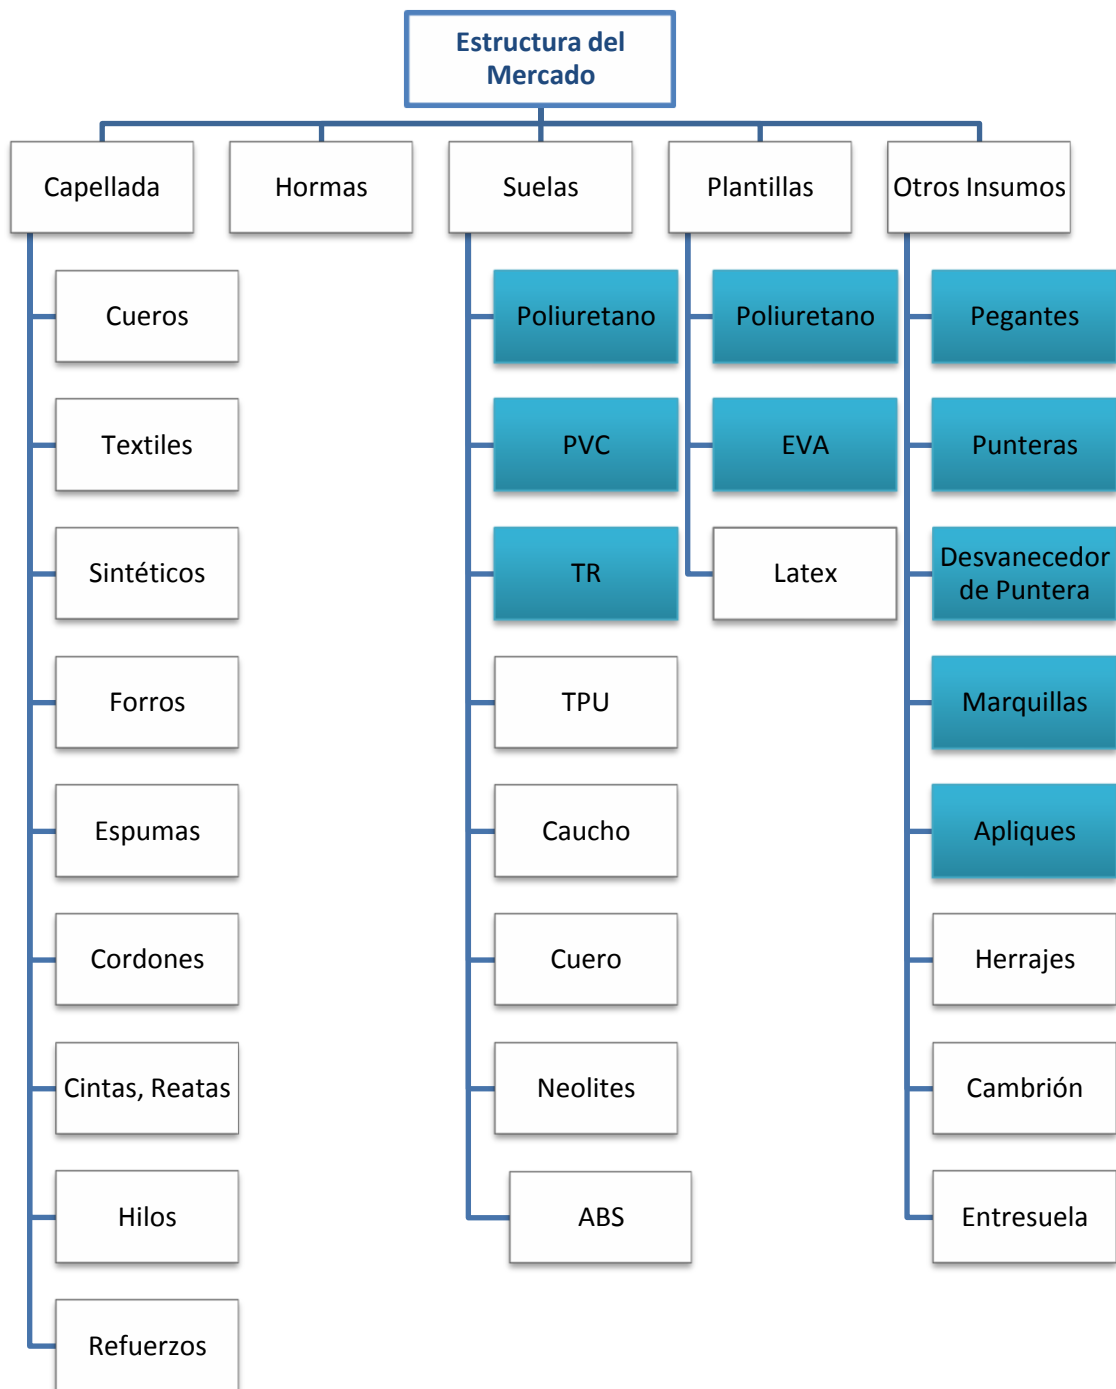 Estructura del
Mercado
Capellada
Hormas
Suelas
Plantillas
Otros Insumos
Cueros
Textiles
Sintéticos
Forros
Espumas
Cordones
Cintas, Reatas
Hilos
Refuerzos
Poliuretano
PVC
TR
TPU
Caucho
Cuero
Neolites
ABS
Poliuretano
EVA
Latex
Pegantes
Punteras
Desvanecedor
de Puntera
Marquillas
Apliques
Herrajes
Cambrión
Entresuela